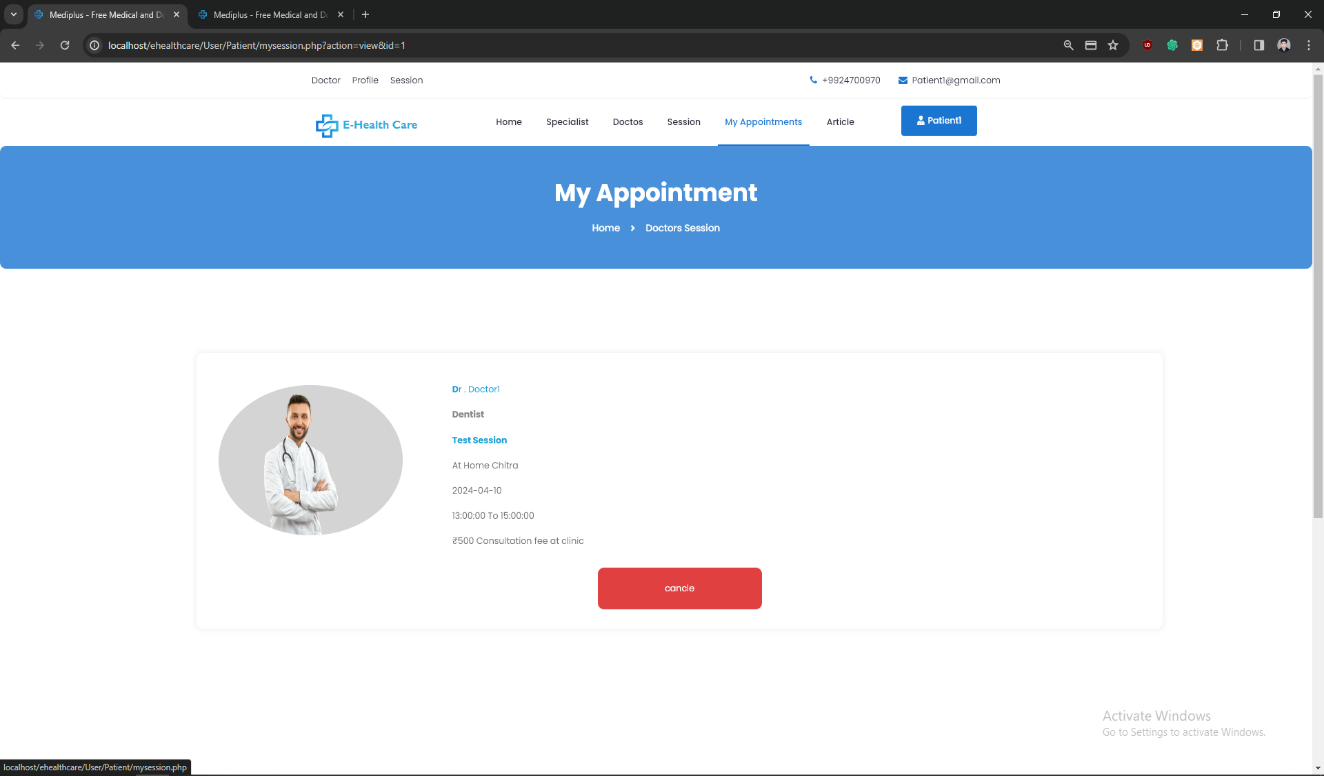 Mediplus - Free Medical and Do
Mediplus - Free Medical and Do
localhost/ehealthcare/User/Patient/mysession.php?action=view&id=1
Doctor Profile Session
+9924700970 Patient1@gmail.com
E-Health Care
Home Specialist Doctos Session My Appointments Article
Patient1
My Appointment
Home > Doctors Session
Dr . Doctor1
Dentist
Test Session
At Home Chitra
2024-04-10
13:00:00 To 15:00:00
₹500 Consultation fee at clinic
cancle
Activate Windows
Go to Settings to activate Windows.
localhost/ehealthcare/User/Patient/mysession.php